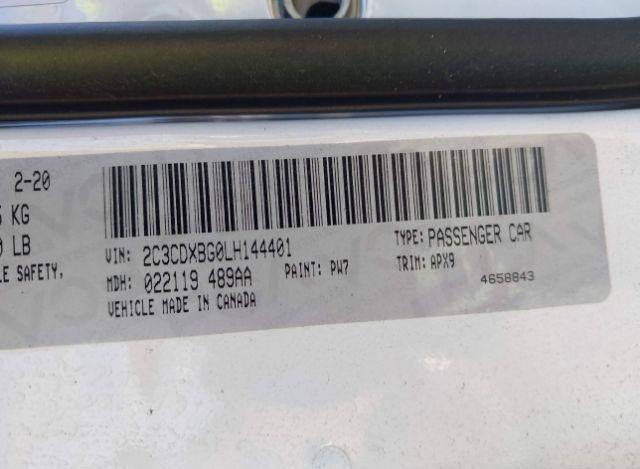 2-20
KG
LB
LE SAFETY,
VIN: 2C3CDXBG0LH144401 TYPE: PASSENGER CAR
MDH: 022119 489AA PAINT: PW7 TRIM: APX9
VEHICLE MADE IN CANADA 4658843